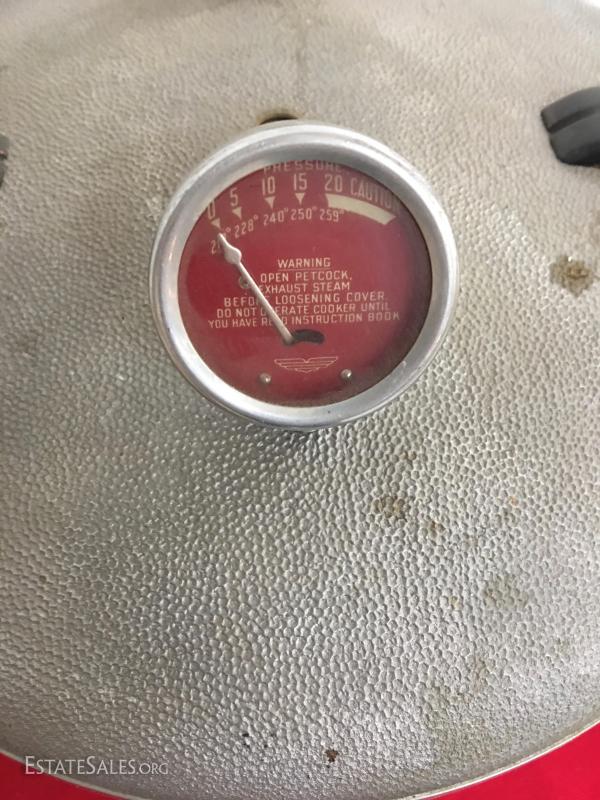 PRESSURE
0 5 10 15 20 CAUTION
228° 240° 250° 259°
WARNING
OPEN PETCOCK,
EXHAUST STEAM
BEFORE LOOSENING COVER.
DO NOT OPERATE COOKER UNTIL
YOU HAVE READ INSTRUCTION BOOK
ESTATESALES.ORG